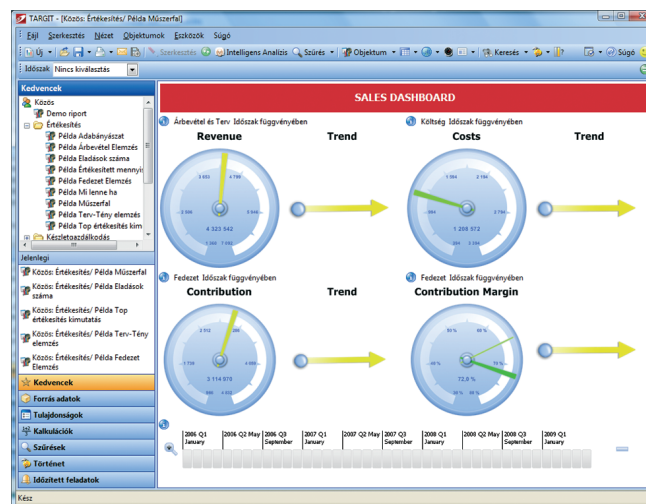 TARGIT - [Közös: Értékesítés/ Példa Műszerfal]
Fájl Szerkesztés Nézet Objektumok Eszközök Súgó
Új Szerkesztés Intelligens Analízis Szűrés Objektum Keresés Súgó
Időszak Nincs kiválasztás
Kedvencek
Közös
Demo riport
Értékesítés
Példa Adabányászat
Példa Árbevétel Elemzés
Példa Eladások száma
Példa Értékesített mennyis
Példa Fedezet Elemzés
Példa Mi lenne ha
Példa Műszerfal
Példa Terv-Tény elemzés
Példa Top értékesítés kim
Készletgazdálkodás
Jelenlegi
Közös: Értékesítés/ Példa Műszerfal
Közös: Értékesítés/ Példa Eladások
száma
Közös: Értékesítés/ Példa Top
értékesítés kimutatás
Közös: Értékesítés/ Példa Terv-Tény
elemzés
Közös: Értékesítés/ Példa Fedezet
Elemzés
Kedvencek
Forrás adatok
Tulajdonságok
Kalkulációk
Szűrések
Történet
Időzített feladatok
Kész
SALES DASHBOARD
Árbevétel és Terv Időszak függvényében
Revenue Trend
4 323 542
Költség Időszak függvényében
Costs Trend
1 208 572
Fedezet Időszak függvényében
Contribution Trend
3 114 970
Fedezet Időszak függvényében
Contribution Margin
72,0 %
2006 Q1 2006 Q2 May 2006 Q3 2007 Q1 2007 Q2 May 2007 Q3 2008 Q1 2008 Q2 May 2008 Q3 2009 Q1
January September January September January September January